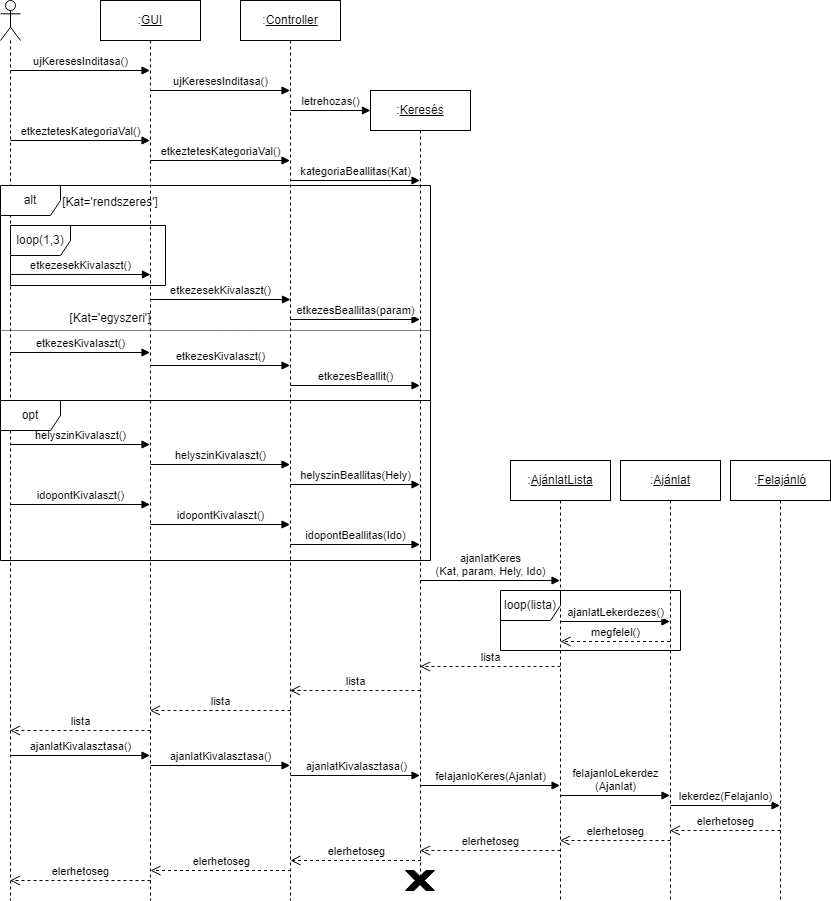 :GUI
:Controller
ujKeresesInditasa()
ujKeresesInditasa()
letrehozas()
:Keresés
etkeztetesKategoriaVal()
etkeztetesKategoriaVal()
kategoriaBeallitas(Kat)
alt
[Kat='rendszeres']
loop(1,3)
etkezesekKivalaszt()
etkezesekKivalaszt()
etkezesBeallitas(param)
[Kat='egyszeri']
etkezesKivalaszt()
etkezesKivalaszt()
etkezesBeallit()
opt
helyszinKivalaszt()
helyszinKivalaszt()
helyszinBeallitas(Hely)
:AjánlatLista
:Ajánlat
:Felajánló
idopontKivalaszt()
idopontKivalaszt()
idopontBeallitas(Ido)
ajanlatKeres
(Kat, param, Hely, Ido)
loop(lista)
ajanlatLekerdezes()
megfelel()
lista
lista
lista
lista
ajanlatKivalasztasa()
ajanlatKivalasztasa()
ajanlatKivalasztasa()
felajanloKeres(Ajanlat)
felajanloLekerdez
(Ajanlat)
lekerdez(Felajanlo)
elerhetoseg
elerhetoseg
elerhetoseg
elerhetoseg
elerhetoseg
elerhetoseg